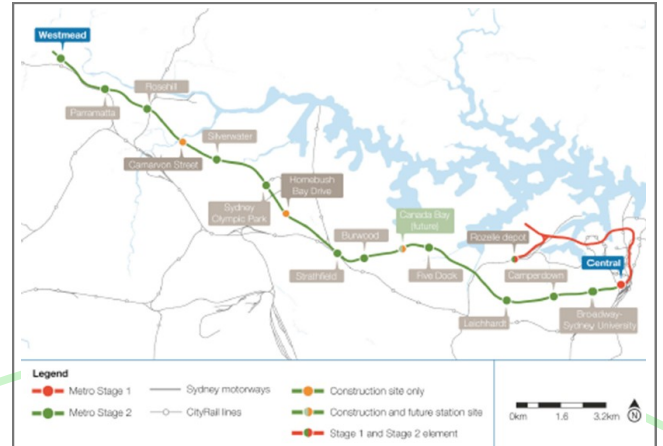 Westmead
Rosehill
Parramatta
Silverwater
Carnarvon Street
Homebush
Bay Drive
Sydney
Olympic Park
Canada Bay
(future)
Burwood
Rozelle depot
Central
Strathfield
Five Dock
Camperdown
Leichhardt
Broadway-
Sydney University
Legend
Metro Stage 1
Sydney motorways
Construction site only
Metro Stage 2
CityRail lines
Construction and future station site
Stage 1 and Stage 2 element
0km 1.6 3.2km N